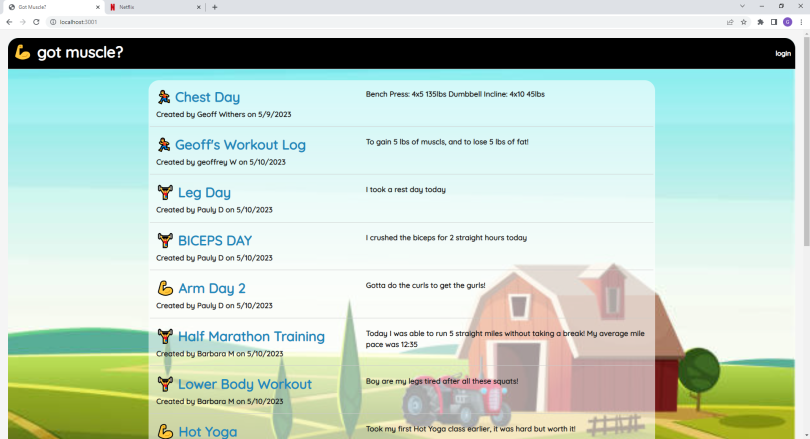 Got Muscle?
Netflix
localhost:3001
G
got muscle?
login
Chest Day
Created by Geoff Withers on 5/9/2023
Bench Press: 4x5 135lbs Dumbbell Incline: 4x10 45lbs
Geoff's Workout Log
Created by geoffrey W on 5/10/2023
To gain 5 lbs of muscls, and to lose 5 lbs of fat!
Leg Day
Created by Pauly D on 5/10/2023
I took a rest day today
BICEPS DAY
Created by Pauly D on 5/10/2023
I crushed the biceps for 2 straight hours today
Arm Day 2
Created by Pauly D on 5/10/2023
Gotta do the curls to get the gurls!
Half Marathon Training
Created by Barbara M on 5/10/2023
Today I was able to run 5 straight miles without taking a break! My average mile
pace was 12:35
Lower Body Workout
Created by Barbara M on 5/10/2023
Boy are my legs tired after all these squats!
Hot Yoga
Took my first Hot Yoga class earlier, it was hard but worth it!